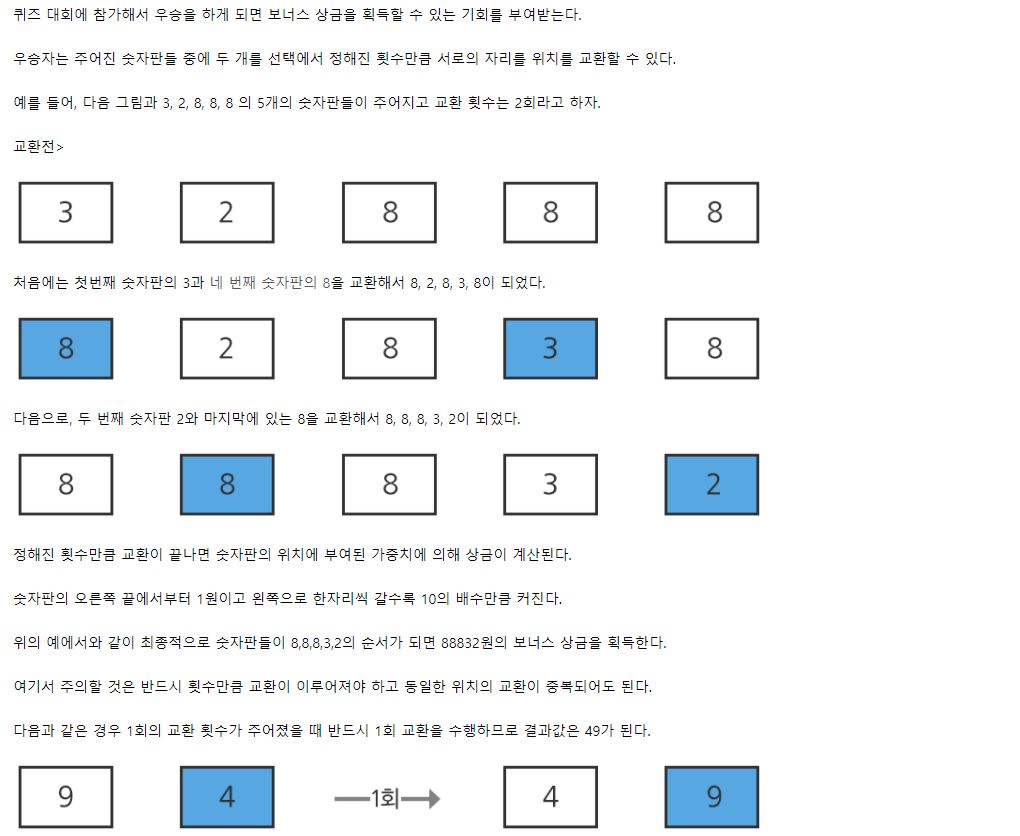 퀴즈 대회에 참가해서 우승을 하게 되면 보너스 상금을 획득할 수 있는 기회를 부여받는다.
우승자는 주어진 숫자판들 중에 두 개를 선택에서 정해진 횟수만큼 서로의 자리를 위치를 교환할 수 있다.
예를 들어, 다음 그림과 3, 2, 8, 8, 8 의 5개의 숫자판들이 주어지고 교환 횟수는 2회라고 하자.
교환전>
3 2 8 8 8
처음에는 첫번째 숫자판의 3과 네 번째 숫자판의 8을 교환해서 8, 2, 8, 3, 8이 되었다.
8 2 8 3 8
다음으로, 두 번째 숫자판 2와 마지막에 있는 8을 교환해서 8, 8, 8, 3, 2이 되었다.
8 8 8 3 2
정해진 횟수만큼 교환이 끝나면 숫자판의 위치에 부여된 가중치에 의해 상금이 계산된다.
숫자판의 오른쪽 끝에서부터 1원이고 왼쪽으로 한자리씩 갈수록 10의 배수만큼 커진다.
위의 예에서와 같이 최종적으로 숫자판들이 8,8,8,3,2의 순서가 되면 88832원의 보너스 상금을 획득한다.
여기서 주의할 것은 반드시 횟수만큼 교환이 이루어져야 하고 동일한 위치의 교환이 중복되어도 된다.
다음과 같은 경우 1회의 교환 횟수가 주어졌을 때 반드시 1회 교환을 수행하므로 결과값은 49가 된다.
9 4 1회 4 9